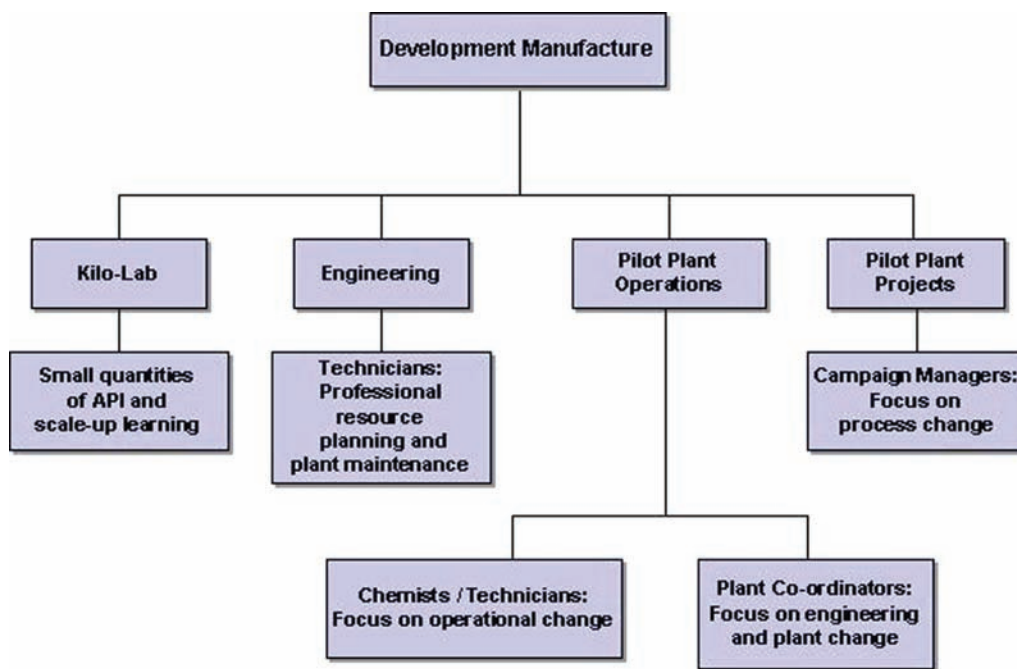 Development Manufacture
Kilo-Lab
Engineering
Pilot Plant
Operations
Pilot Plant
Projects
Small quantities
of API and
scale-up learning
Technicians:
Professional
resource
planning and
plant maintenance
Campaign Managers:
Focus on
process change
Chemists / Technicians:
Focus on operational change
Plant Co-ordinators:
Focus on engineering
and plant change